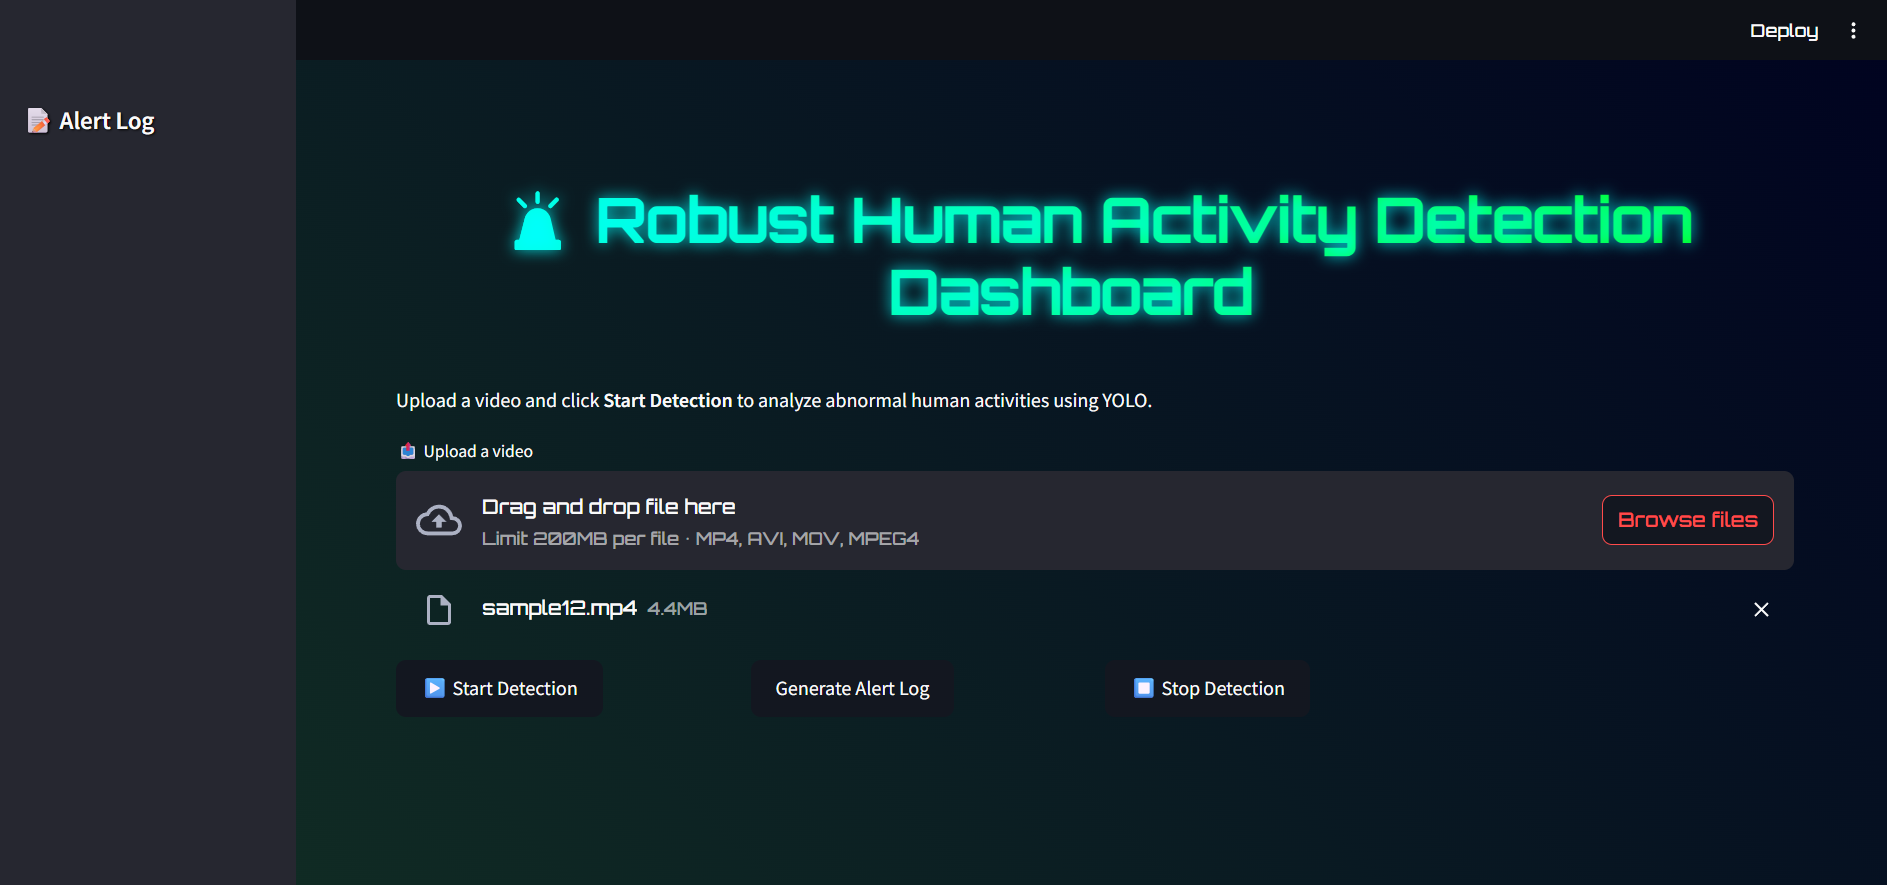 Deploy
Alert Log
Robust Human Activity Detection
Dashboard
Upload a video and click Start Detection to analyze abnormal human activities using YOLO.
Upload a video
Drag and drop file here
Limit 200MB per file · MP4, AVI, MOV, MPEG4
Browse files
sample12.mp4 4.4MB
Start Detection
Generate Alert Log
Stop Detection